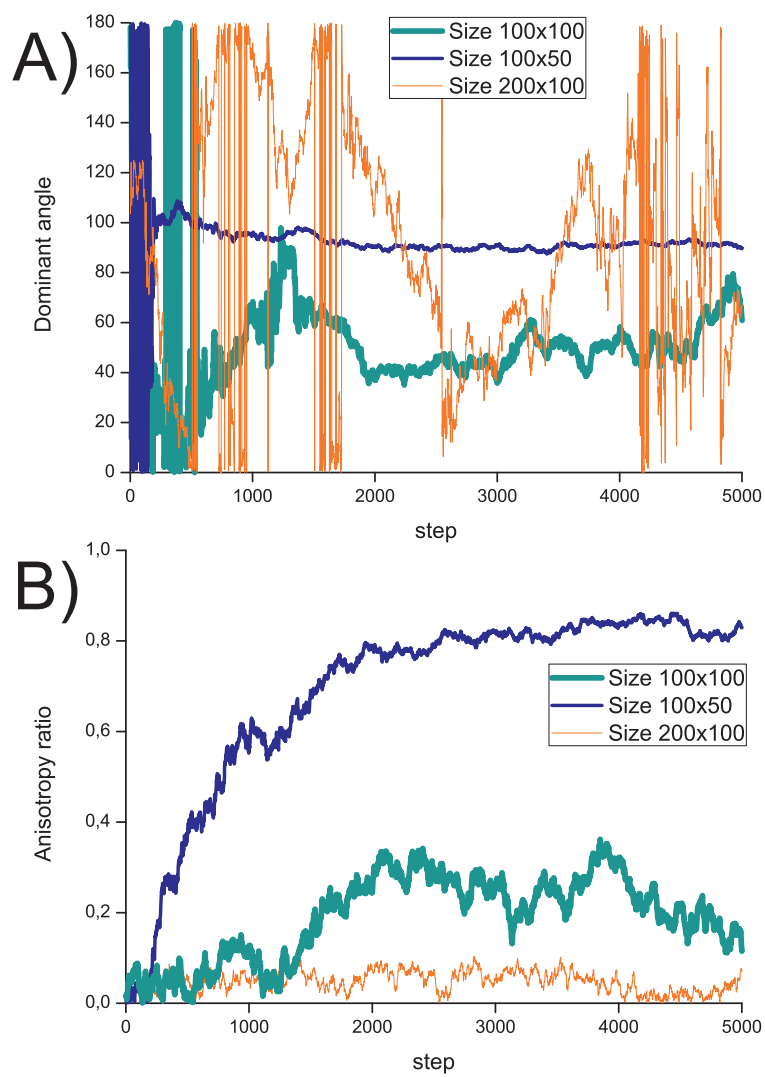 A)
Size 100x100
Size 100x50
Size 200x100
180
160
140
120
100
80
60
40
20
0
Dominant angle
0 1000 2000 3000 4000 5000
step
B)
1,0
0,8
0,6
0,4
0,2
0,0
Anisotropy ratio
Size 100x100
Size 100x50
Size 200x100
0 1000 2000 3000 4000 5000
step